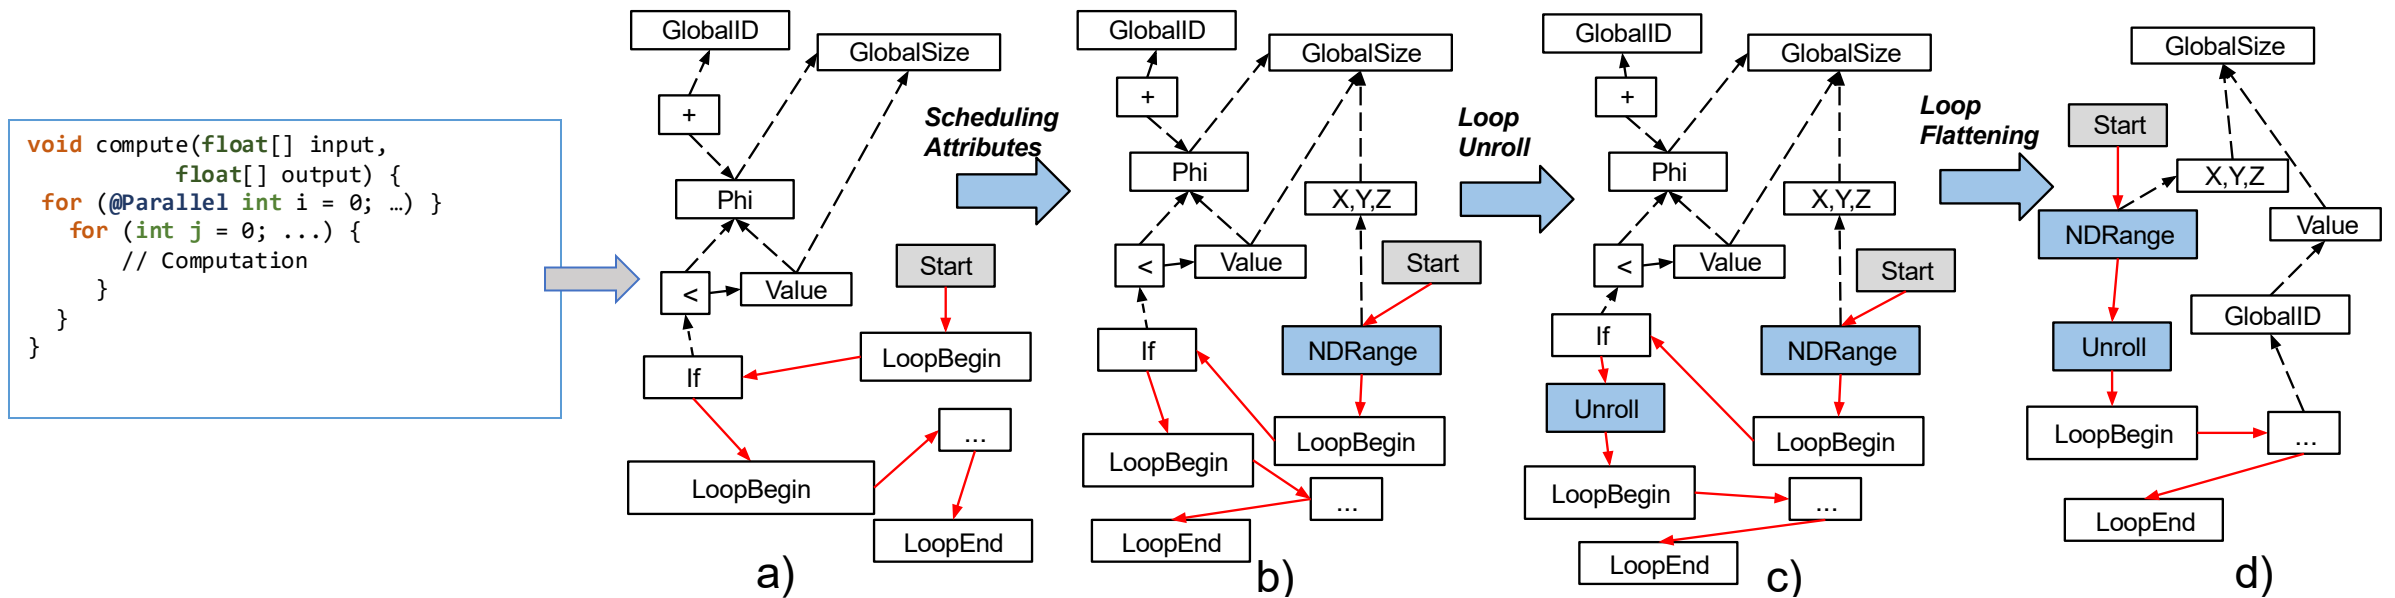 void compute(float[] input,
float[] output) {
for (@Parallel int i = 0; …) }
for (int j = 0; ...) {
// Computation
}
}
}
GlobalID
GlobalSize
+
Phi
<
Value
Start
If
LoopBegin
...
LoopBegin
LoopEnd
a)
Scheduling
Attributes
GlobalID
GlobalSize
+
Phi
X,Y,Z
<
Value
Start
If
NDRange
LoopBegin
LoopBegin
...
LoopEnd
b)
Loop
Unroll
GlobalID
GlobalSize
+
Phi
X,Y,Z
<
Value
Start
If
NDRange
Unroll
LoopBegin
LoopBegin
...
LoopEnd
c)
Loop
Flattening
GlobalSize
Start
X,Y,Z
NDRange
Value
GlobalID
Unroll
LoopBegin
...
LoopEnd
d)